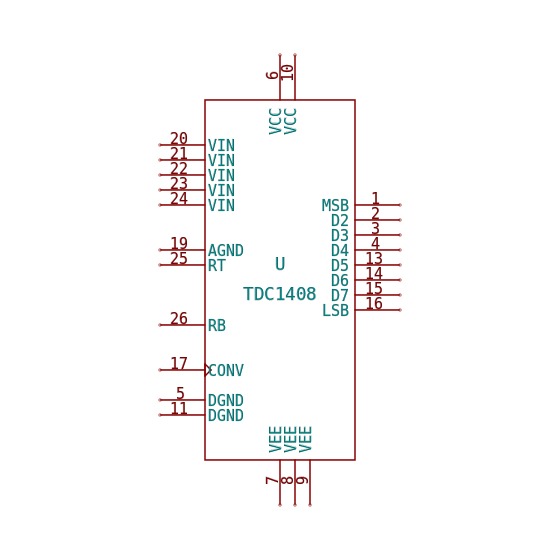 6 10
VCC VCC
20 VIN
21 VIN
22 VIN
23 VIN
24 VIN
MSB 1
D2 2
D3 3
19 AGND D4 4
25 RT U D5 13
D6 14
TDC1408 D7 15
LSB 16
26 RB
17 CONV
5 DGND
11 DGND
VEE VEE VEE
7 8 9